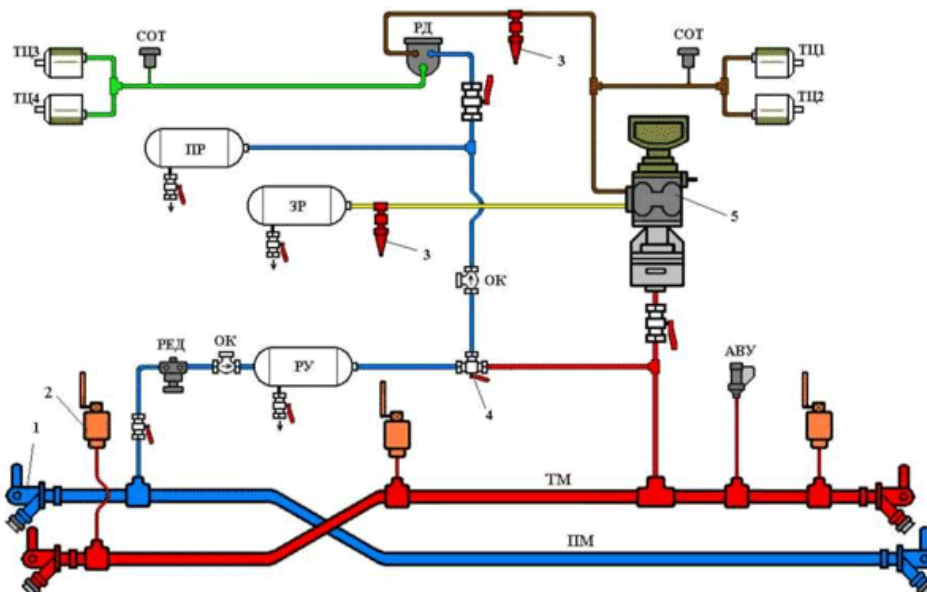 РД
СОТ
СОТ
ТЦ3
ТЦ1
3
ТЦ4
ТЦ2
ПР
ЗР
5
3
ОК
РЕД
ОК
РУ
АВУ
2
4
1
ТМ
ПМ